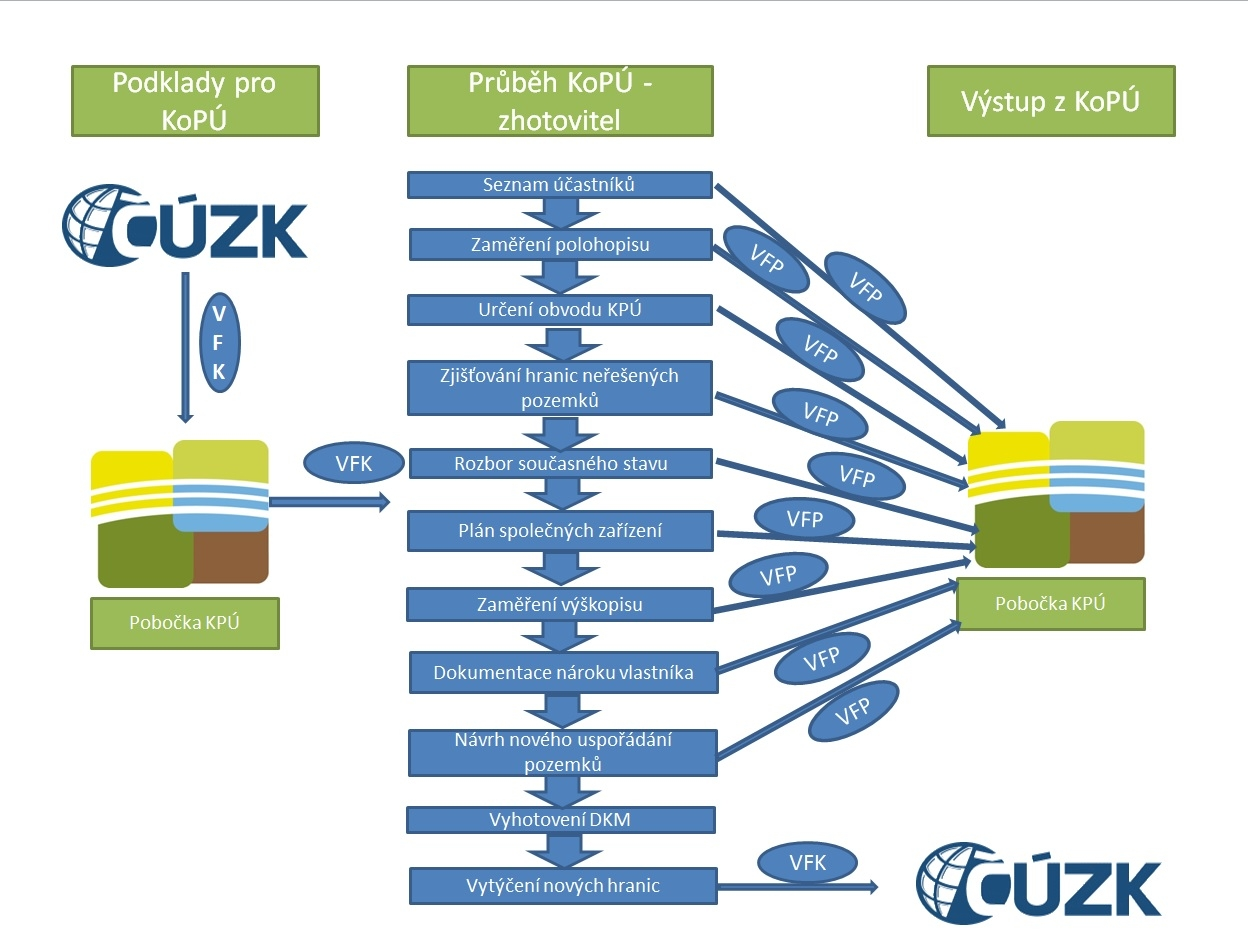 Podklady pro
KoPÚ
Průběh KoPÚ -
zhotovitel
Výstup z KoPÚ
ČÚZK
V
F
K
Pobočka KPÚ
VFK
Seznam účastníků
Zaměření polohopisu
Určení obvodu KPÚ
Zjišťování hranic neřešených
pozemků
Rozbor současného stavu
Plán společných zařízení
Zaměření výškopisu
Dokumentace nároku vlastníka
Návrh nového uspořádání
pozemků
Vyhotovení DKM
Vytýčení nových hranic
VFP
VFP
VFP
VFP
VFP
VFP
VFP
VFP
VFP
VFK
Pobočka KPÚ
ČÚZK